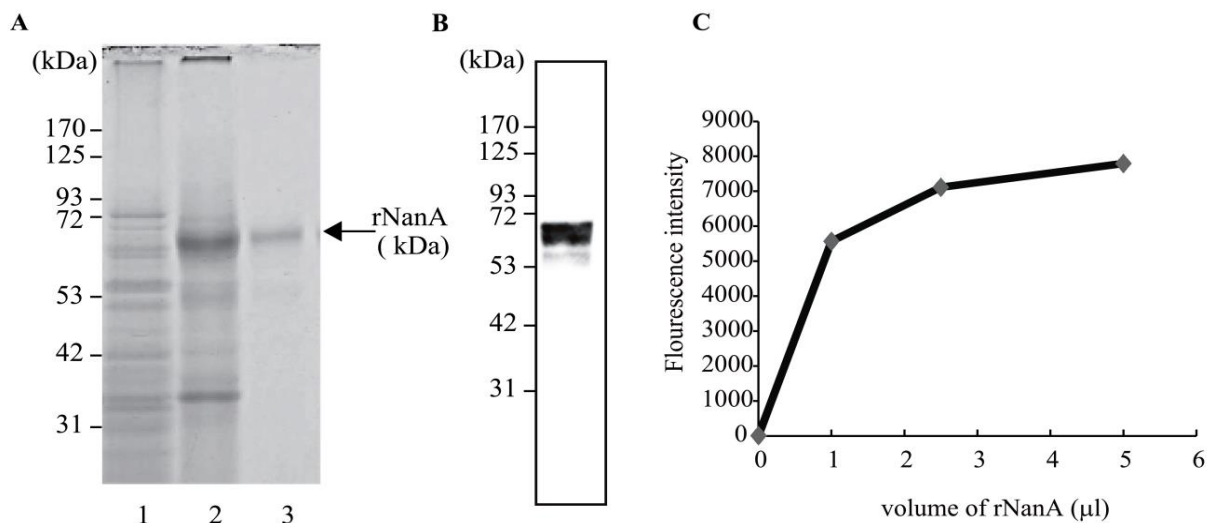 A
(kDa)
170
125
93
72
53
42
31
rNanA
( kDa)
1 2 3
B
(kDa)
170
125
93
72
53
42
31
C
Flourescence intensity
9000
8000
7000
6000
5000
4000
3000
2000
1000
0
0 1 2 3 4 5 6
volume of rNanA (µl)